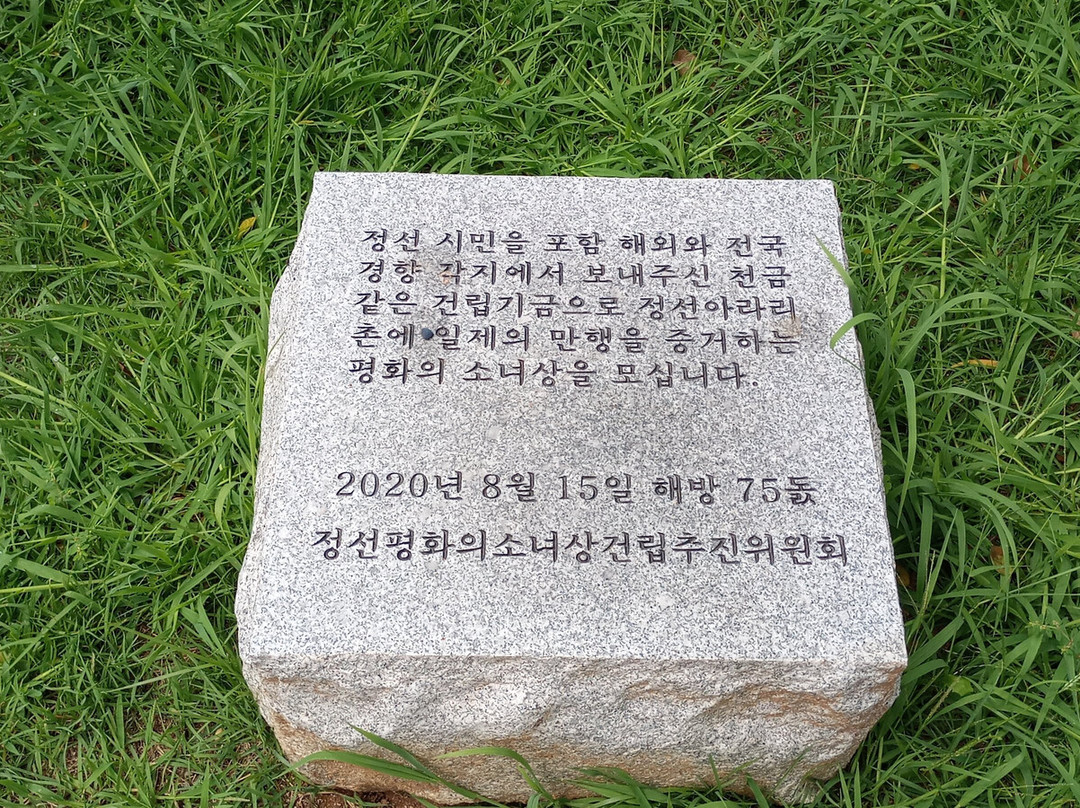 정선 시민을 포함 해외와 전국
경향 각지에서 보내주신 천금
같은 건립기금으로 정선아라리
촌에 일제의 만행을 증거하는
평화의 소녀상을 모십니다.
2020년 8월 15일 해방 75돐
정선평화의소녀상건립추진위원회